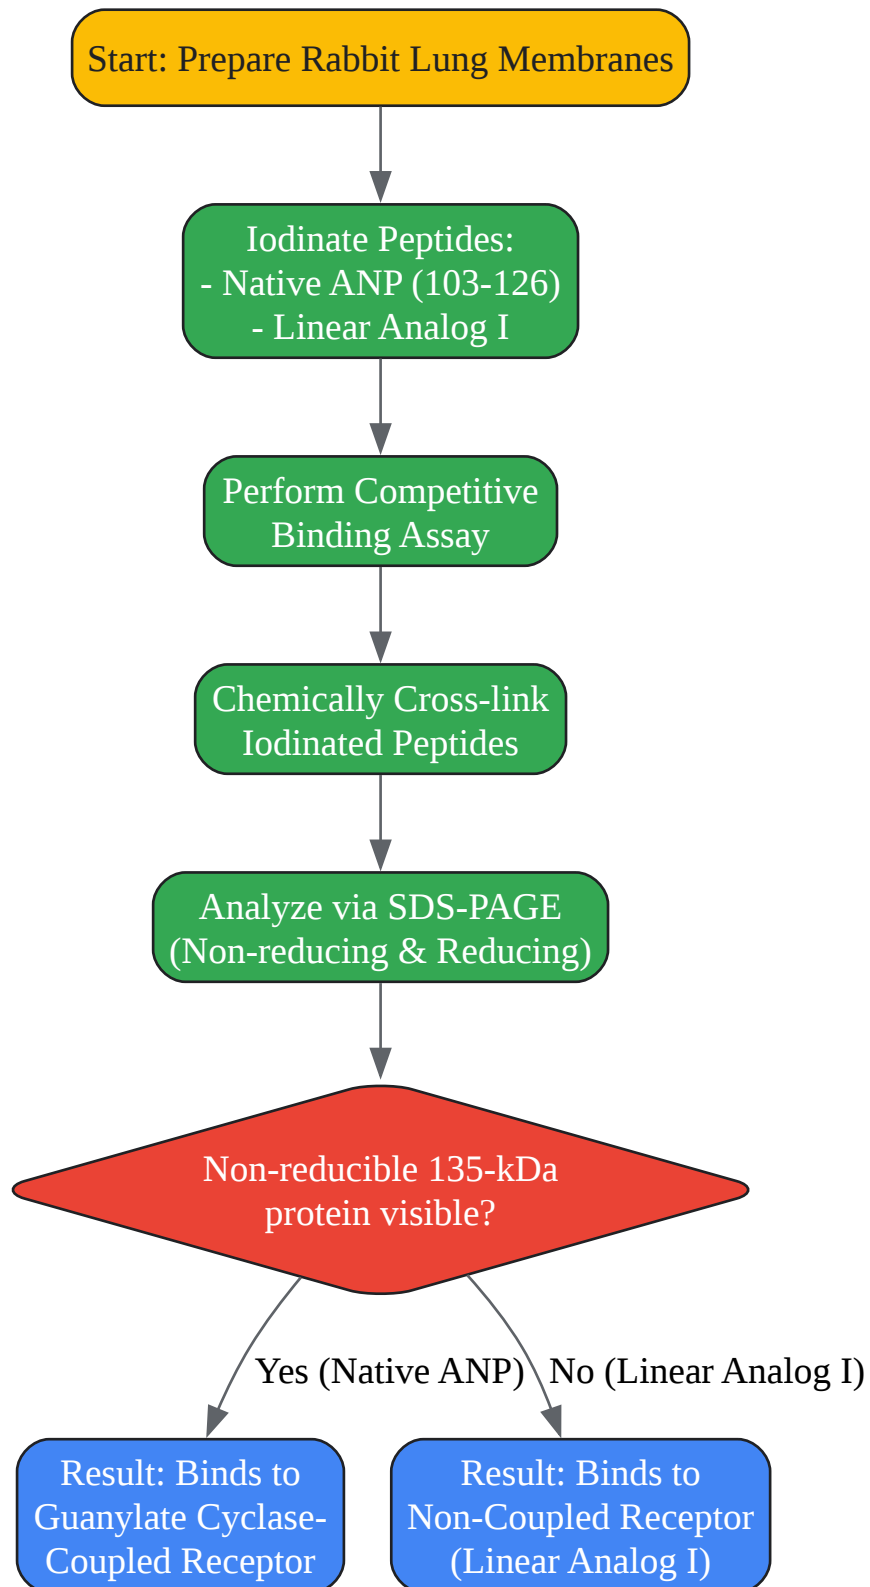 Start: Prepare Rabbit Lung Membranes
Iodinate Peptides:
- Native ANP (103-126)
- Linear Analog I
Perform Competitive
Binding Assay
Chemically Cross-link
Iodinated Peptides
Analyze via SDS-PAGE
(Non-reducing & Reducing)
Non-reducible 135-kDa
protein visible?
Yes (Native ANP)
No (Linear Analog I)
Result: Binds to
Guanylate Cyclase-
Coupled Receptor
Result: Binds to
Non-Coupled Receptor
(Linear Analog I)